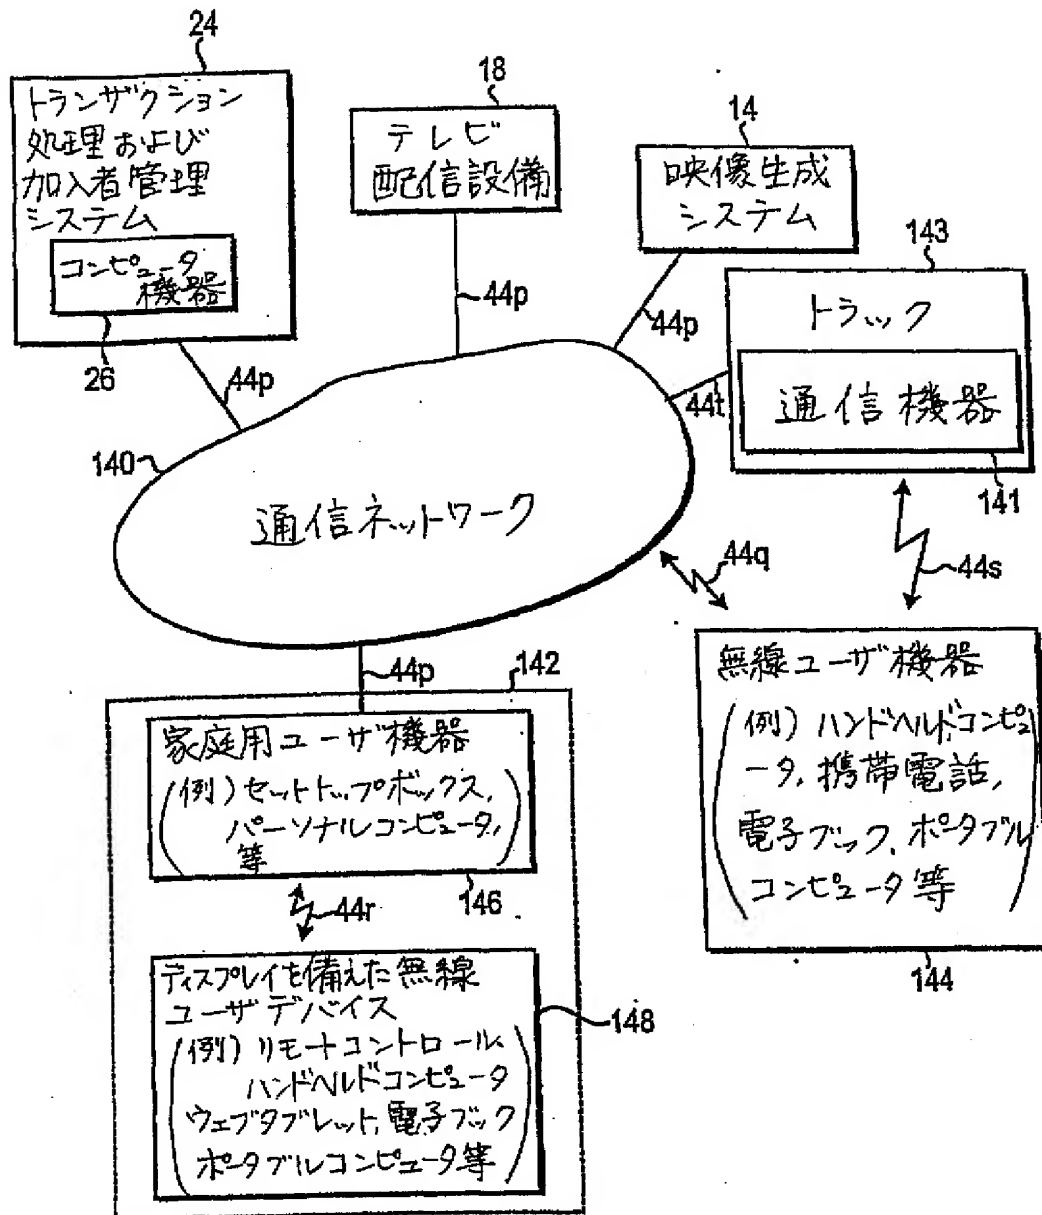 24
トランザクション
処理および
加入者管理
システム
コンピュータ
機器
26
44p
18
テレビ
配信設備
44p
14
映像生成
システム
44p
143
トラック
通信機器
141
44t
140
通信ネットワーク
44q
44s
44p
142
家庭用ユーザ機器
(例)セットトップボックス,
パーソナルコンピュータ,
等
146
44r
ディスプレイを備えた無線
ユーザデバイス
(例)リモートコントロール,
ハンドヘルドコンピュータ
ウェブタブレット,電子ブック
ポータブルコンピュータ等
148
無線ユーザ機器
(例)ハンドヘルドコンピュ
ータ,携帯電話,
電子ブック,ポータブル
コンピュータ等
144